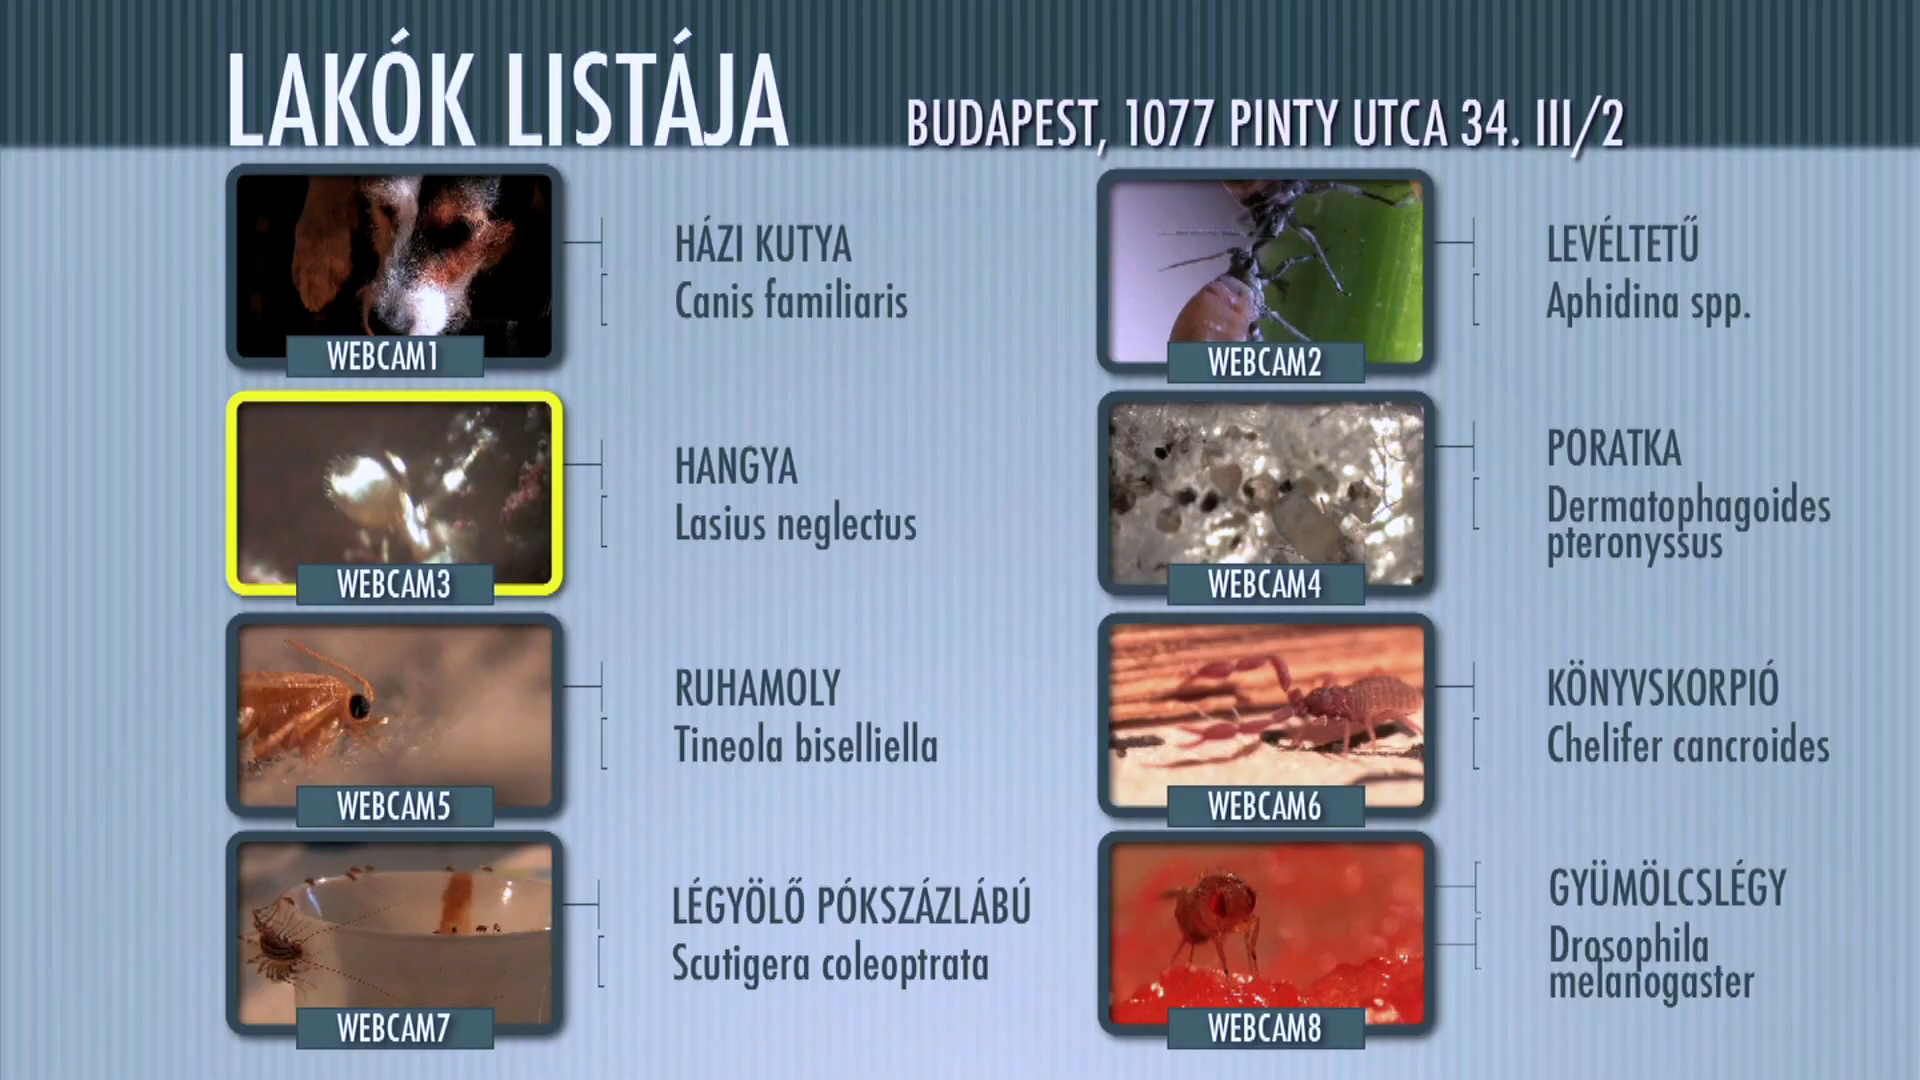 LAKÓK LISTÁJA
BUDAPEST, 1077 PINTY UTCA 34. III/2
WEBCAM1
HÁZI KUTYA
Canis familiaris
WEBCAM2
LEVÉLTETŰ
Aphidina spp.
WEBCAM3
HANGYA
Lasius neglectus
WEBCAM4
PORATKA
Dermatophagoides
pteronyssus
WEBCAM5
RUHAMOLY
Tineola biselliella
WEBCAM6
KÖNYVSKORPIÓ
Chelifer cancroides
WEBCAM7
LÉGYÖLŐ PÓKSZÁZLÁBÚ
Scutigera coleoptrata
WEBCAM8
GYÜMÖLCSLÉGY
Drosophila
melanogaster